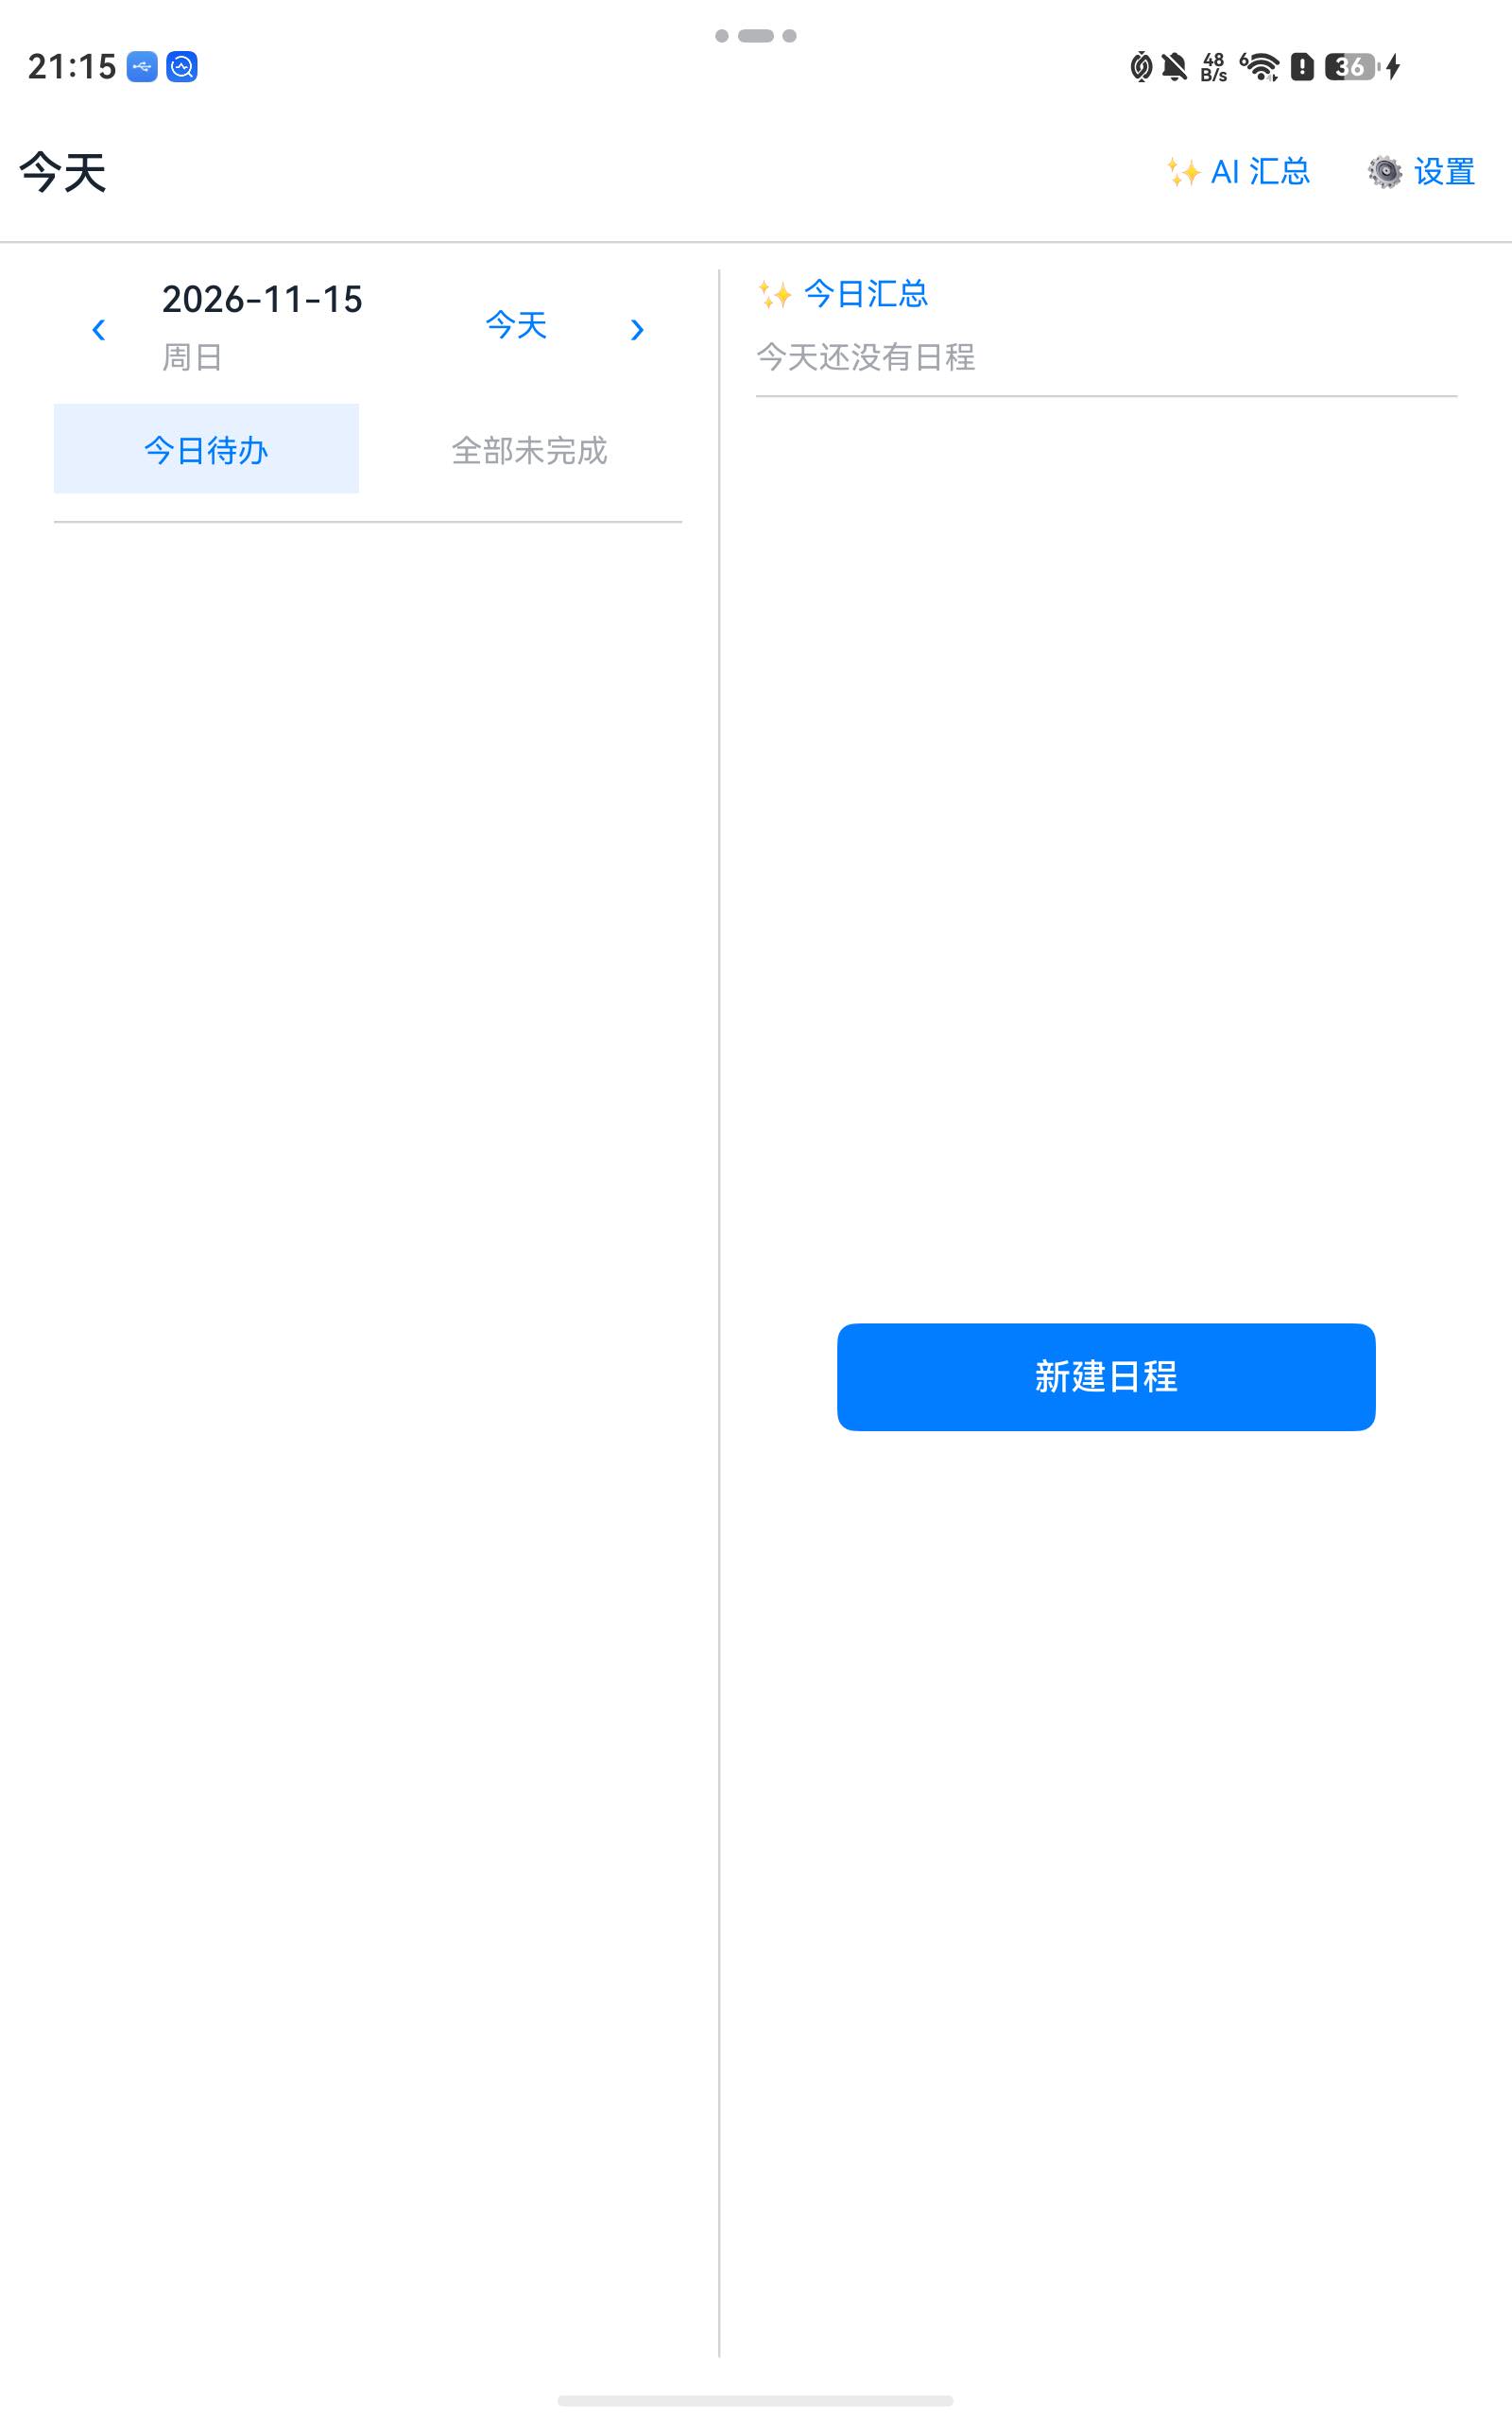 21:15
48
B/s
6
36
今天
✨ AI 汇总
⚙️ 设置
‹
2026-11-15
周日
今天
›
今日待办
全部未完成
✨ 今日汇总
今天还没有日程
新建日程